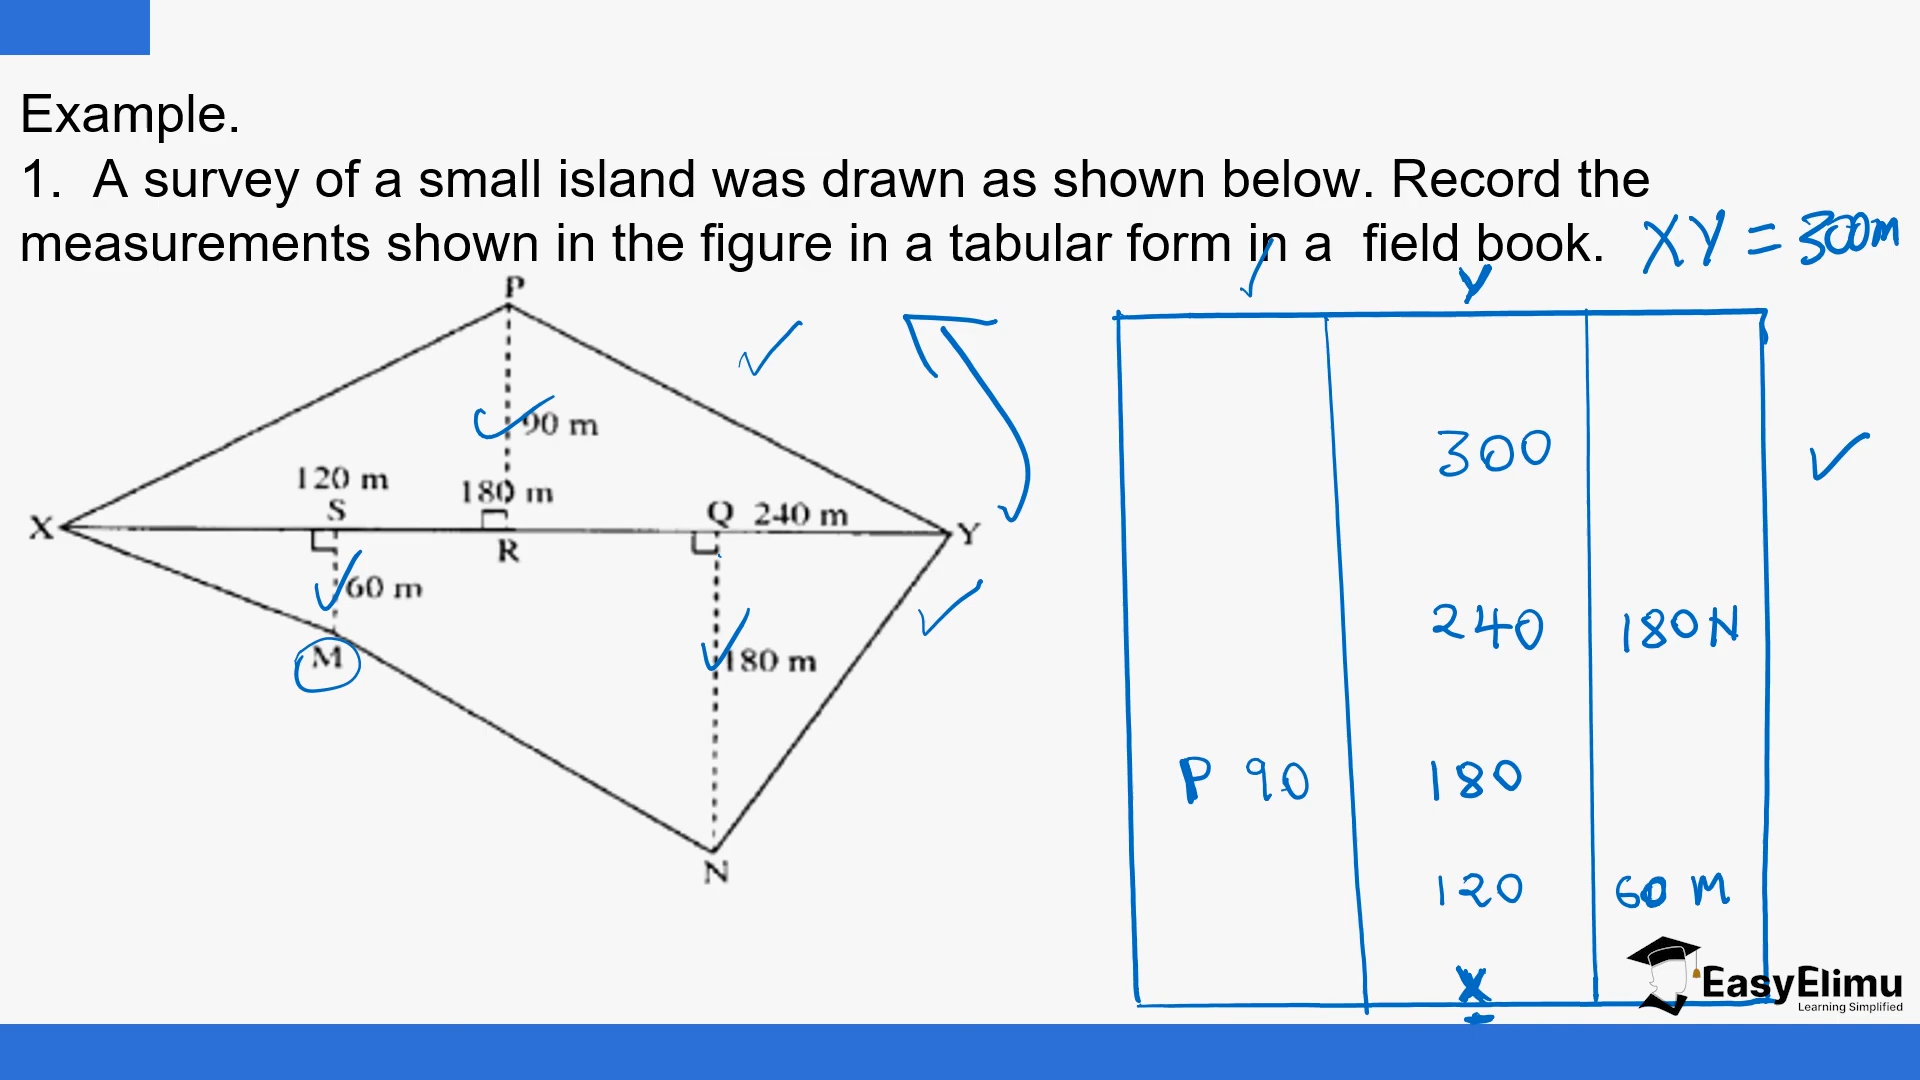 Example.
1. A survey of a small island was drawn as shown below. Record the
measurements shown in the figure in a tabular form in a field book.
XY = 300m
P
90 m
120 m
180 m
S
Q 240 m
X
Y
R
60 m
M
180 m
N
Y
300
240 180 N
P 90 180
120 60 M
X
EasyElimu
Learning Simplified